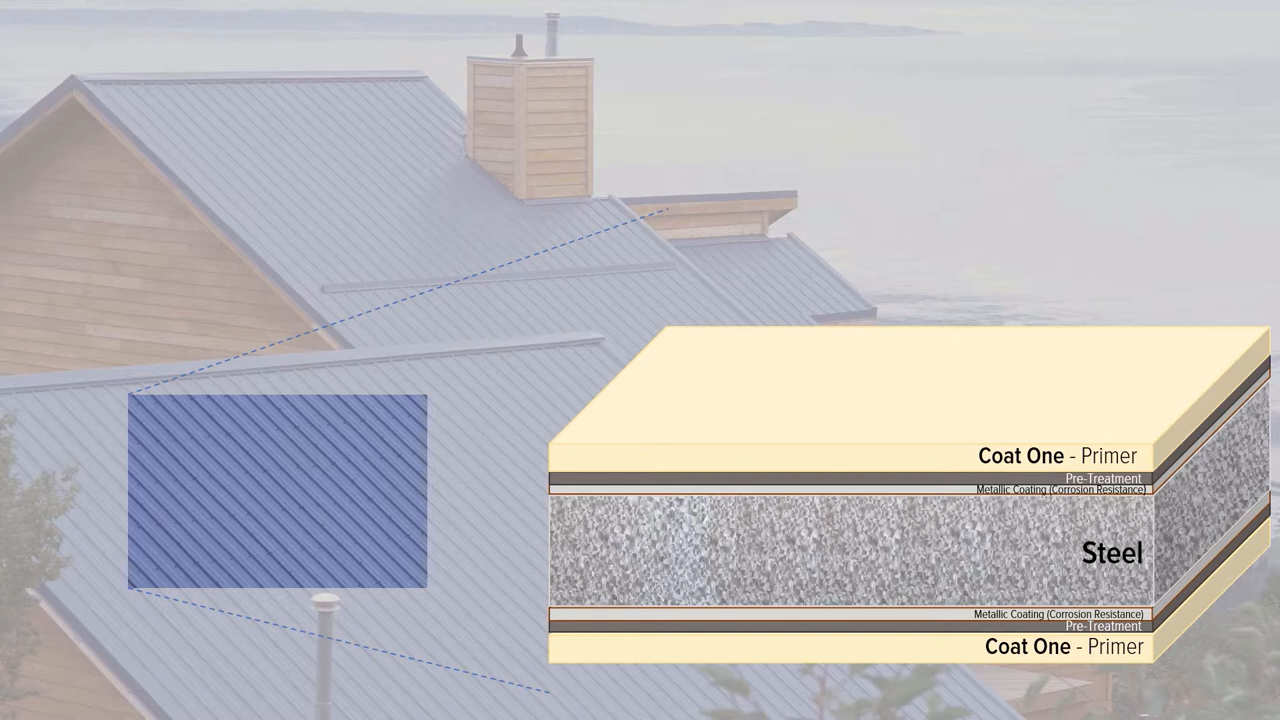 Coat One - Primer
Pre-Treatment
Metallic Coating (Corrosion Resistance)
Steel
Metallic Coating (Corrosion Resistance)
Pre-Treatment
Coat One - Primer